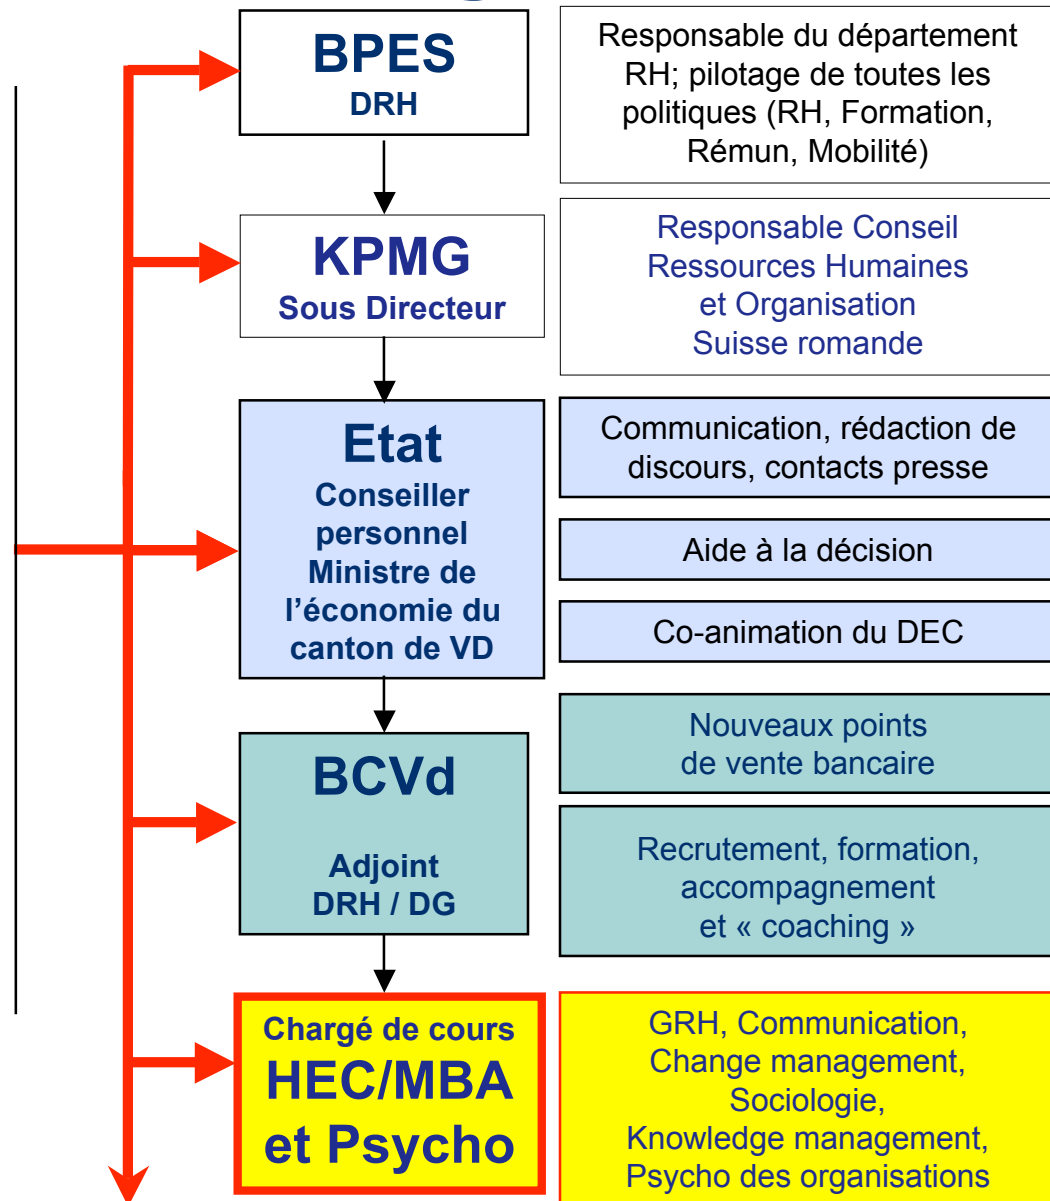 BPES
DRH
Responsable du département
RH; pilotage de toutes les
politiques (RH, Formation,
Rémun, Mobilité)
KPMG
Sous Directeur
Responsable Conseil
Ressources Humaines
et Organisation
Suisse romande
Etat
Conseiller
personnel
Ministre de
l’économie du
canton de VD
Communication, rédaction de
discours, contacts presse
Aide à la décision
Co-animation du DEC
BCVd
Adjoint
DRH / DG
Nouveaux points
de vente bancaire
Recrutement, formation,
accompagnement
et « coaching »
Chargé de cours
HEC/MBA
et Psycho
GRH, Communication,
Change management,
Sociologie,
Knowledge management,
Psycho des organisations